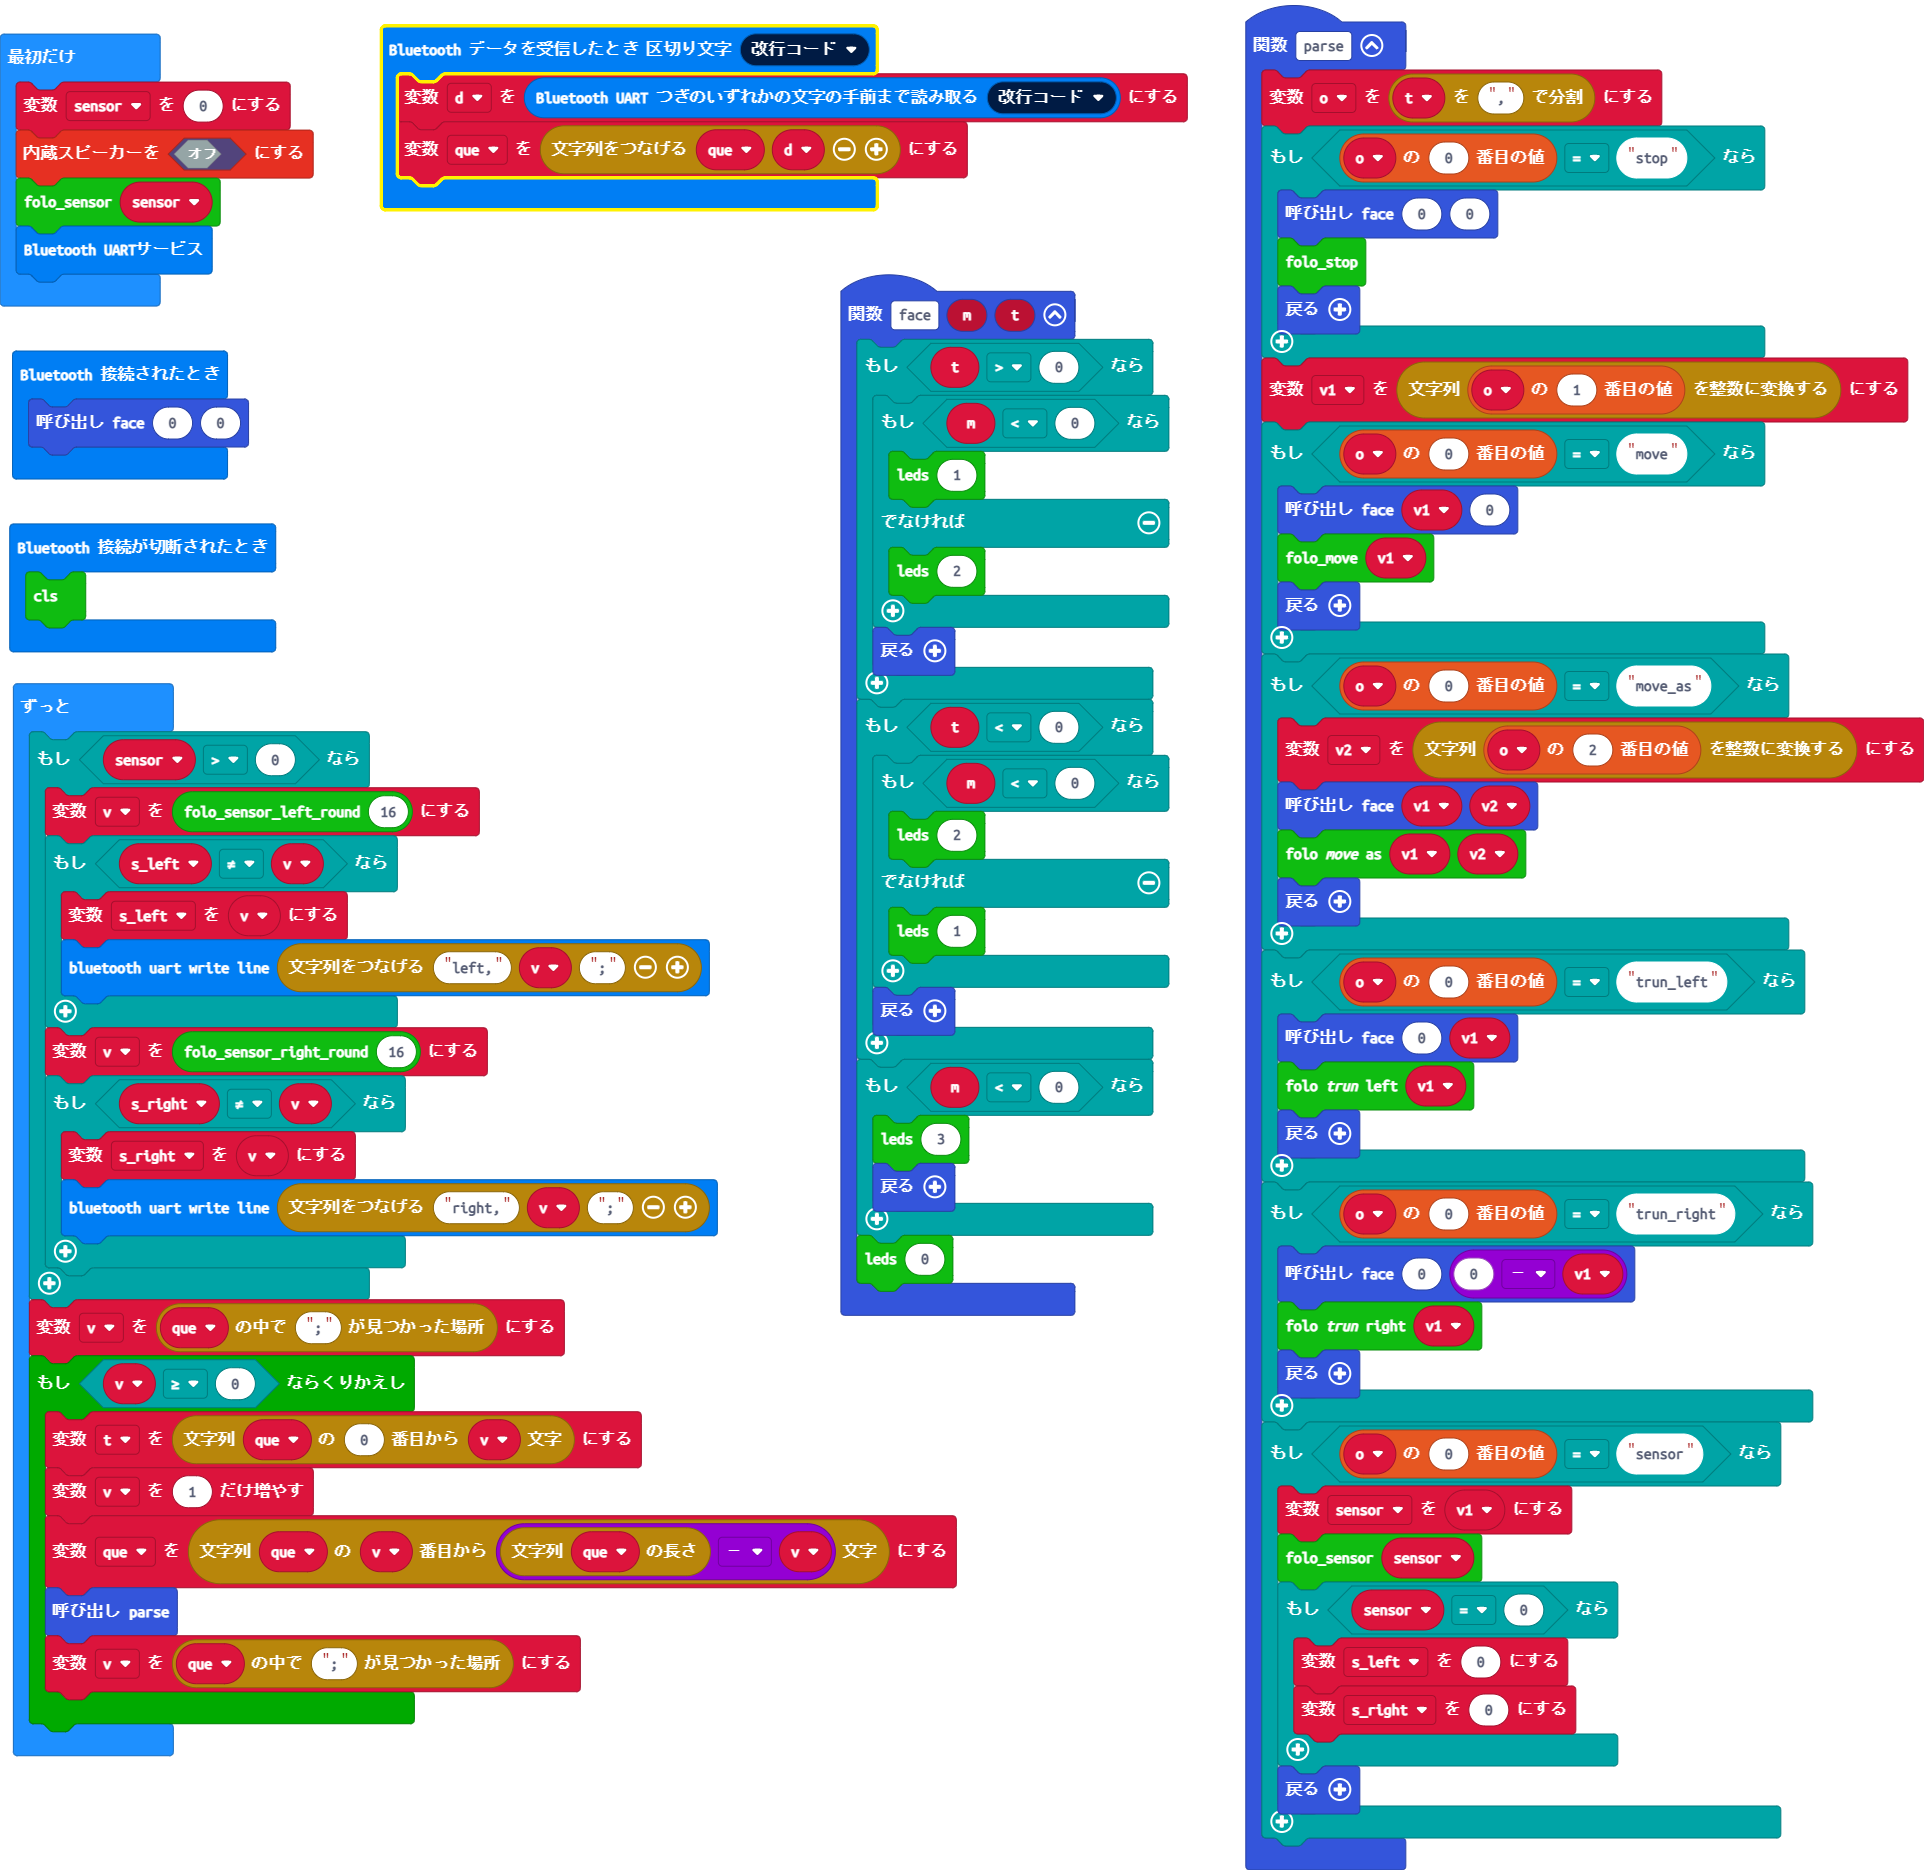 最初だけ
変数 sensor を 0 にする
内蔵スピーカーを オフ にする
folo_sensor sensor
Bluetooth UARTサービス
Bluetooth 接続されたとき
呼び出し face 0 0
Bluetooth 接続が切断されたとき
cls
ずっと
もし sensor > 0 なら
変数 v を folo_sensor_left_round 16 にする
もし s_left ≠ v なら
変数 s_left を v にする
bluetooth uart write line 文字列をつなげる "left," v ";"
変数 v を folo_sensor_right_round 16 にする
もし s_right ≠ v なら
変数 s_right を v にする
bluetooth uart write line 文字列をつなげる "right," v ";"
変数 v を que の中で ";" が見つかった場所 にする
もし v ≥ 0 ならくりかえし
変数 t を 文字列 que の 0 番目から v 文字 にする
変数 v を 1 だけ増やす
変数 que を 文字列 que の v 番目から 文字列 que の長さ - v 文字 にする
呼び出し parse
変数 v を que の中で ";" が見つかった場所 にする
Bluetooth データを受信したとき 区切り文字 改行コード
変数 d を Bluetooth UART つぎのいずれかの文字の手前まで読み取る 改行コード にする
変数 que を 文字列をつなげる que d にする
関数 face m t
もし t > 0 なら
もし m < 0 なら
leds 1
でなければ
leds 2
戻る
もし t < 0 なら
もし m < 0 なら
leds 2
でなければ
leds 1
戻る
もし m < 0 なら
leds 3
戻る
leds 0
関数 parse
変数 o を t を "," で分割 にする
もし o の 0 番目の値 = "stop" なら
呼び出し face 0 0
folo_stop
戻る
変数 v1 を 文字列 o の 1 番目の値 を整数に変換する にする
もし o の 0 番目の値 = "move" なら
呼び出し face v1 0
folo_move v1
戻る
もし o の 0 番目の値 = "move_as" なら
変数 v2 を 文字列 o の 2 番目の値 を整数に変換する にする
呼び出し face v1 v2
folo move as v1 v2
戻る
もし o の 0 番目の値 = "trun_left" なら
呼び出し face 0 v1
folo trun left v1
戻る
もし o の 0 番目の値 = "trun_right" なら
呼び出し face 0 0 - v1
folo trun right v1
戻る
もし o の 0 番目の値 = "sensor" なら
変数 sensor を v1 にする
folo_sensor sensor
もし sensor = 0 なら
変数 s_left を 0 にする
変数 s_right を 0 にする
戻る